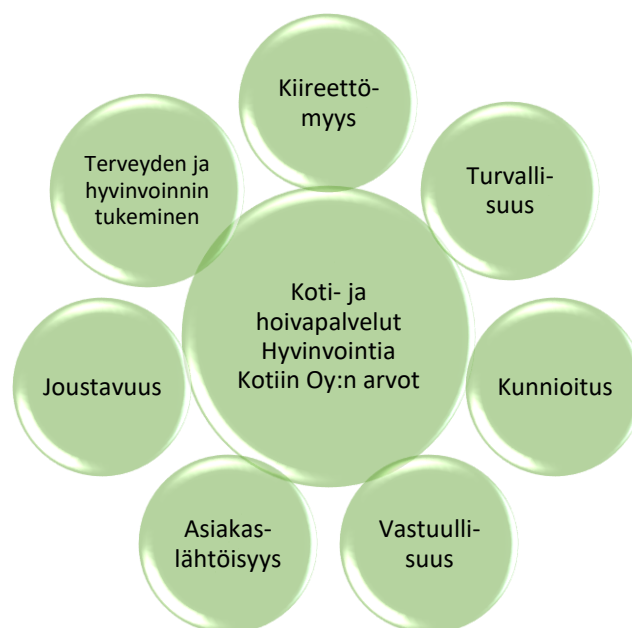 Kiireettö-
myys
Turvalli-
suus
Kunnioitus
Vastuulli-
suus
Asiakas-
lähtöisyys
Joustavuus
Terveyden ja
hyvinvoinnin
tukeminen
Koti- ja
hoivapalvelut
Hyvinvointia
Kotiin Oy:n arvot